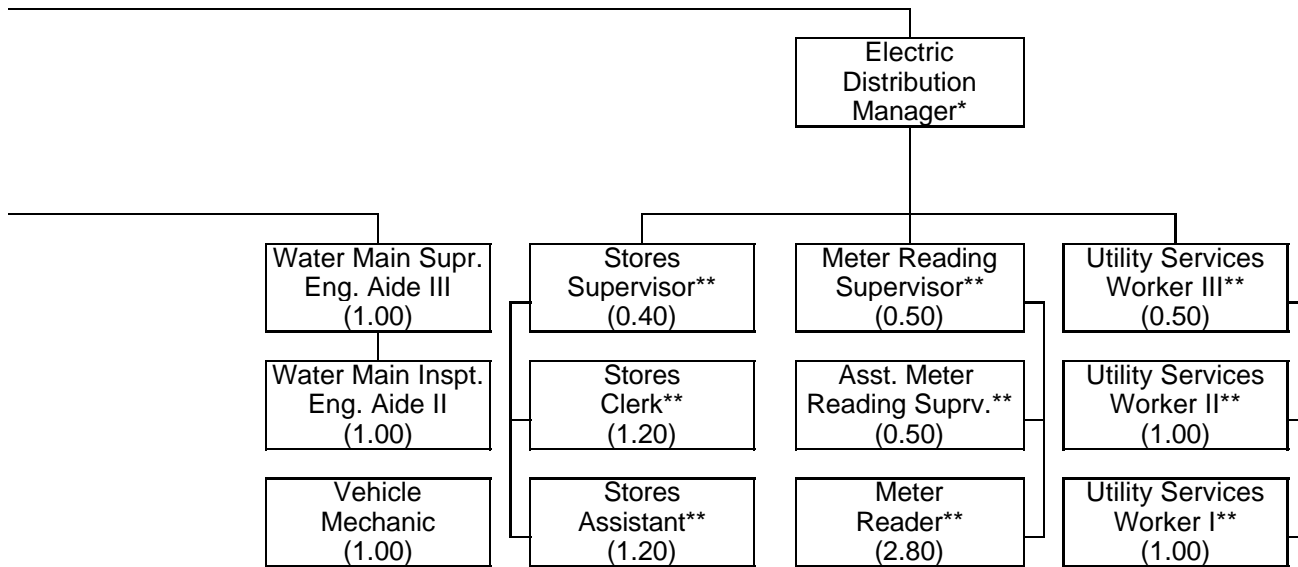 Electric
Distribution
Manager*
Water Main Supr.
Eng. Aide III
(1.00)
Stores
Supervisor**
(0.40)
Meter Reading
Supervisor**
(0.50)
Utility Services
Worker III**
(0.50)
Water Main Inspt.
Eng. Aide II
(1.00)
Stores
Clerk**
(1.20)
Asst. Meter
Reading Suprv.**
(0.50)
Utility Services
Worker II**
(1.00)
Vehicle
Mechanic
(1.00)
Stores
Assistant**
(1.20)
Meter
Reader**
(2.80)
Utility Services
Worker I**
(1.00)